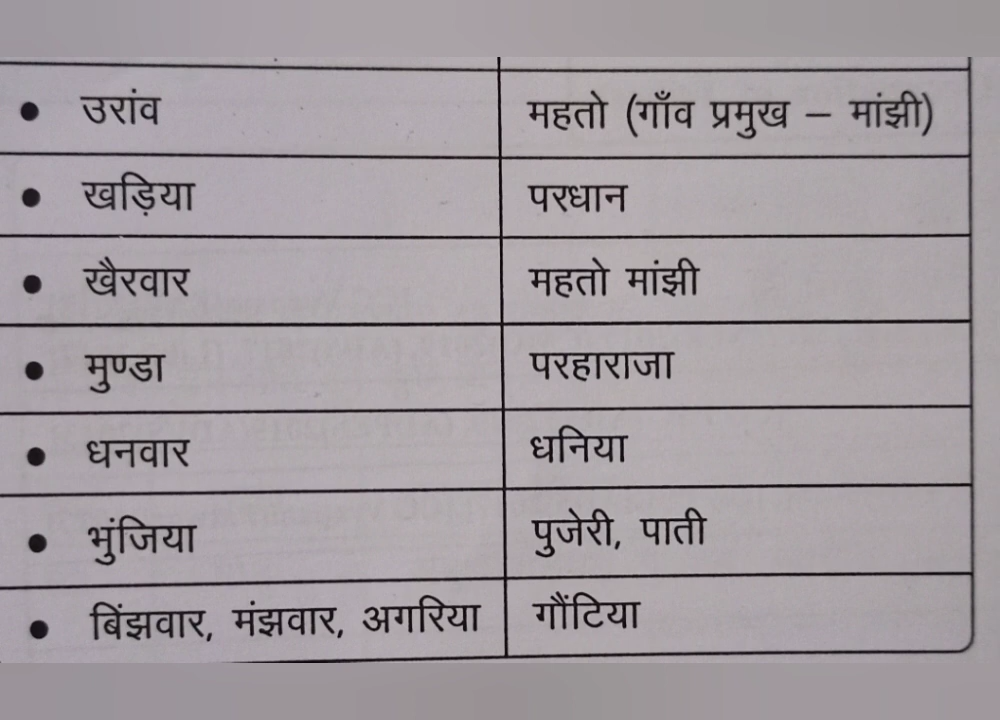 • उरांव महतो (गाँव प्रमुख – मांझी)
• खड़िया परधान
• खैरवार महतो मांझी
• मुण्डा परहाराजा
• धनवार धनिया
• भुंजिया पुजेरी, पाती
• बिंझवार, मंझवार, अगरिया गौंटिया